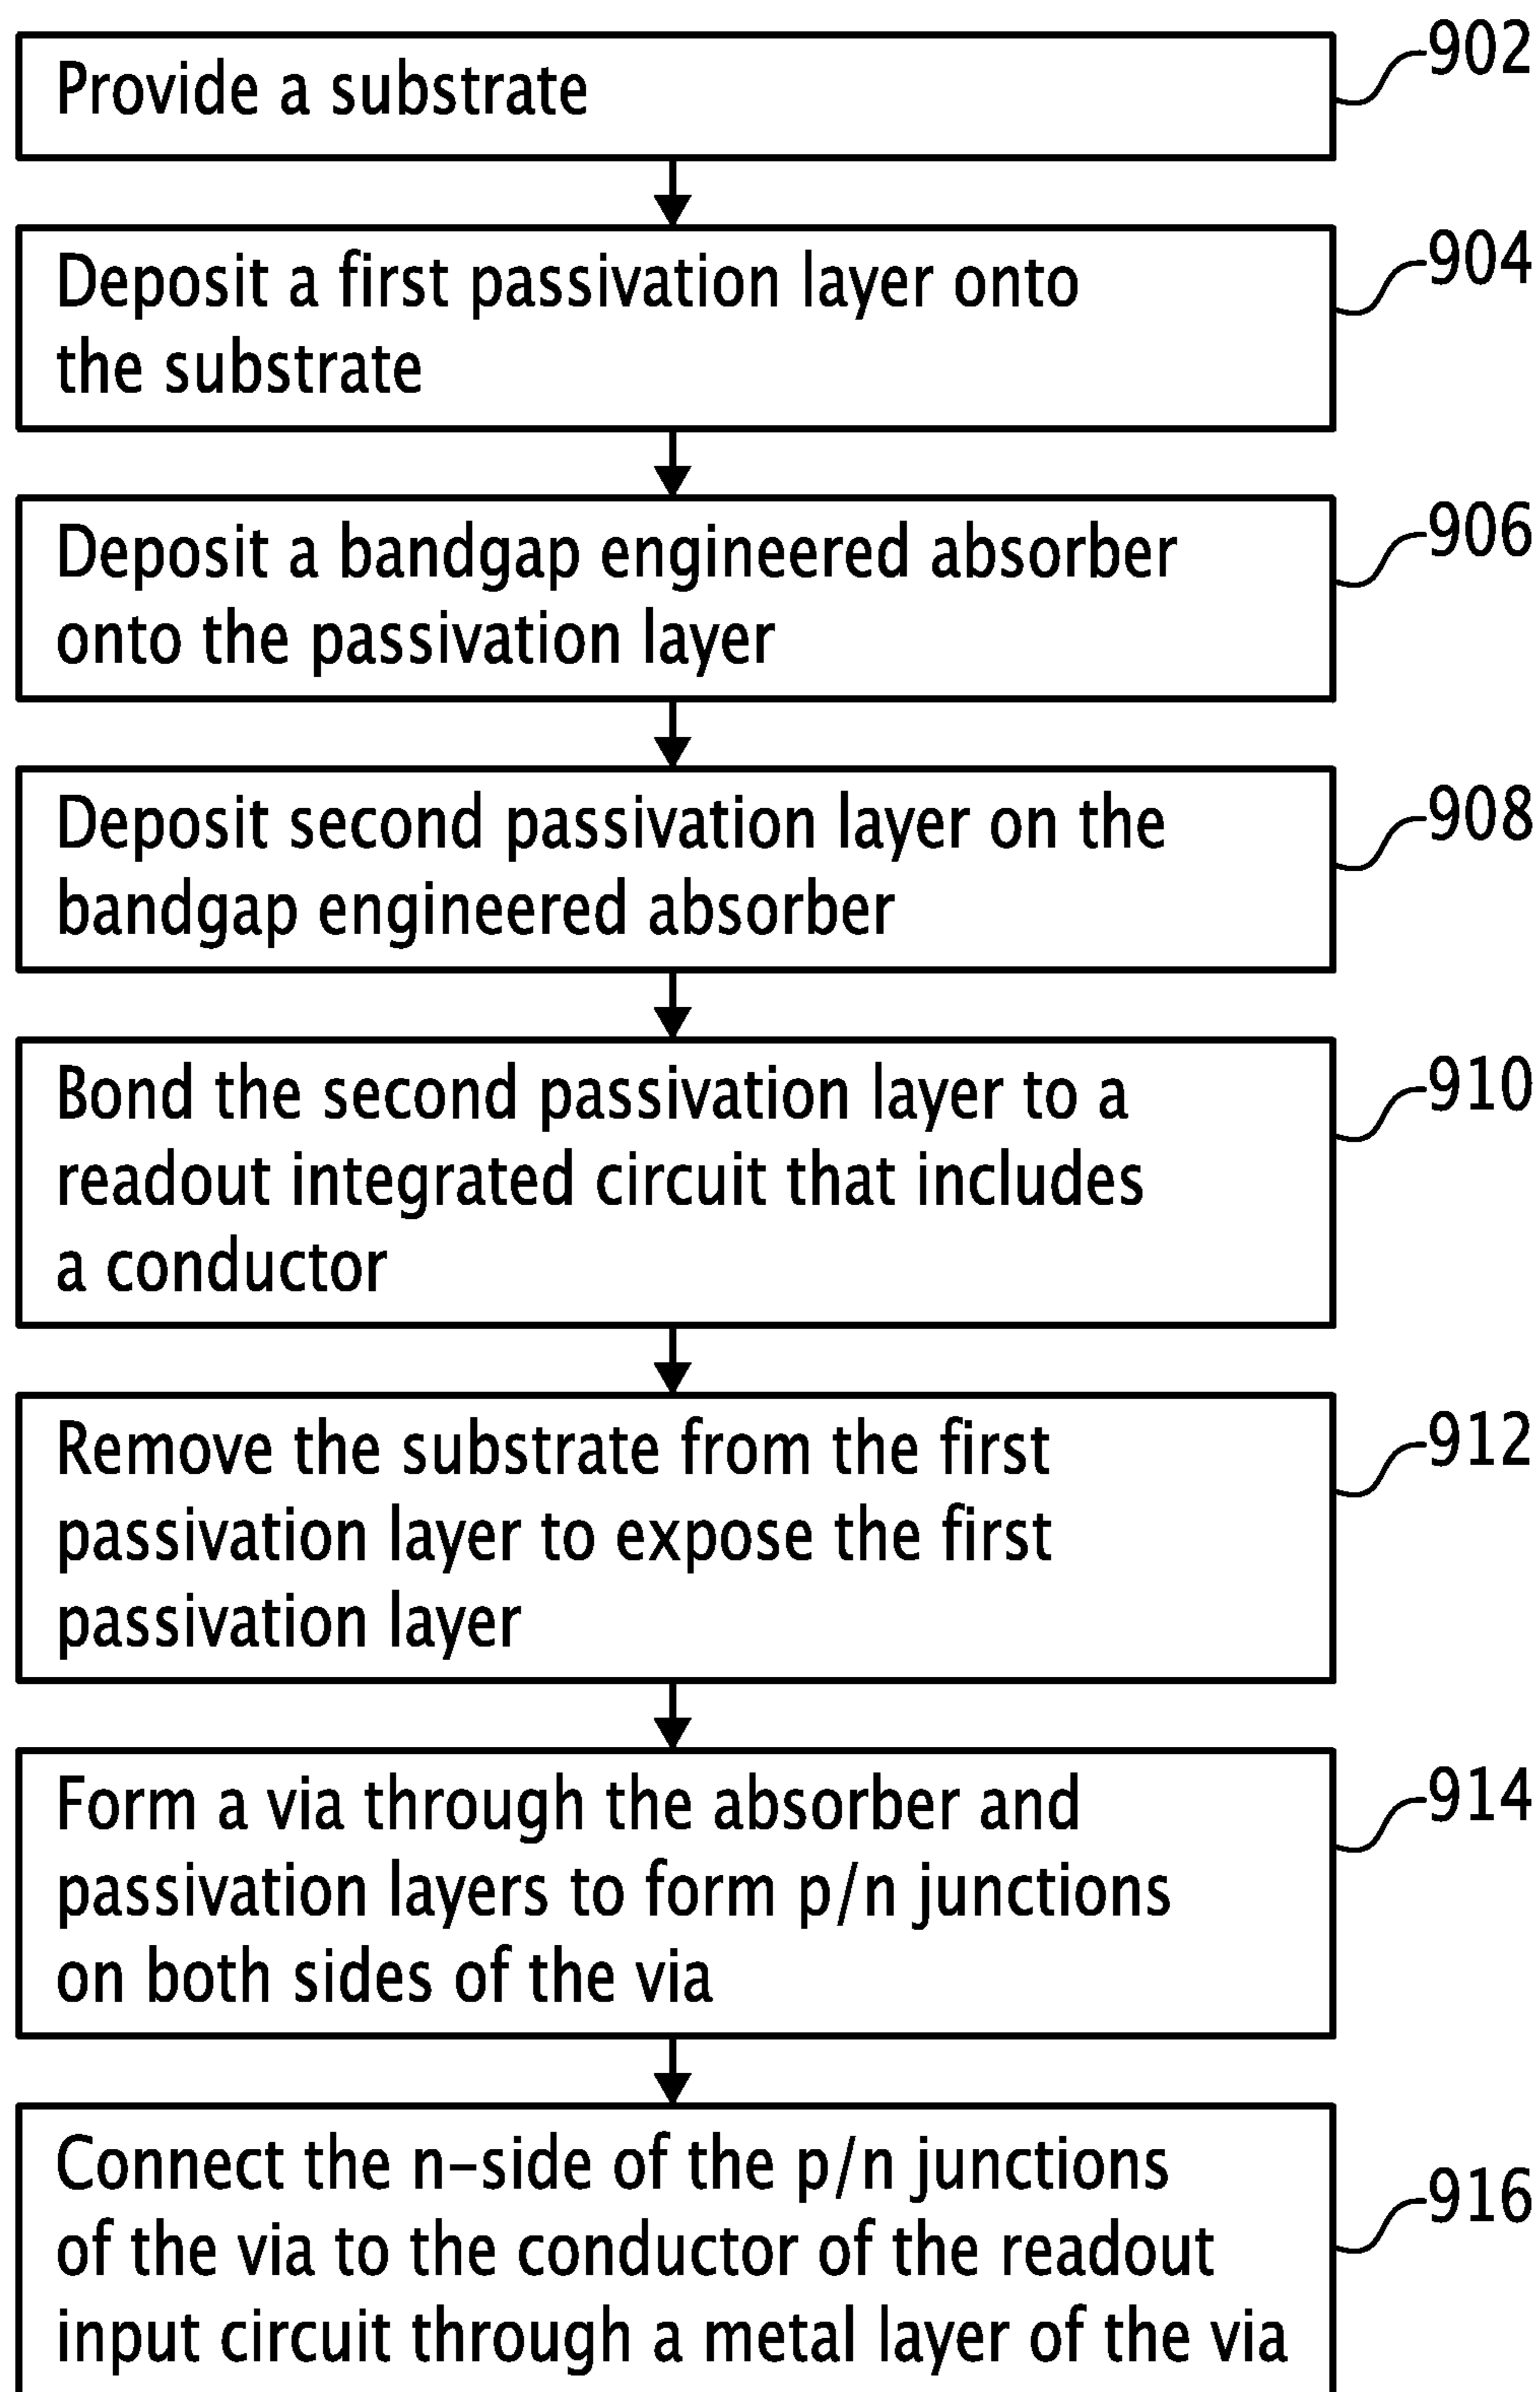 Provide a substrate
902
Deposit a first passivation layer onto
the substrate
904
Deposit a bandgap engineered absorber
onto the passivation layer
906
Deposit second passivation layer on the
bandgap engineered absorber
908
Bond the second passivation layer to a
readout integrated circuit that includes
a conductor
910
Remove the substrate from the first
passivation layer to expose the first
passivation layer
912
Form a via through the absorber and
passivation layers to form p/n junctions
on both sides of the via
914
Connect the n-side of the p/n junctions
of the via to the conductor of the readout
input circuit through a metal layer of the via
916